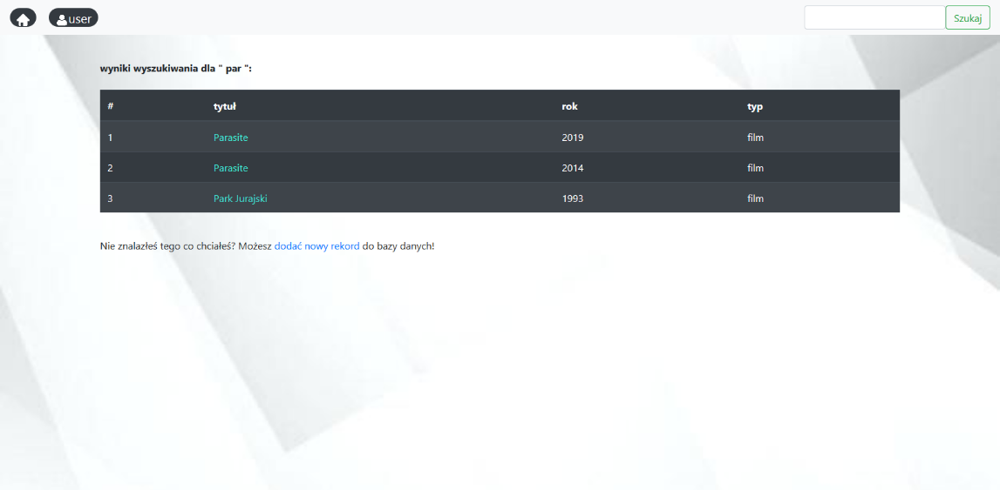 user Szukaj
wyniki wyszukiwania dla " par ":
# tytuł rok typ
1 Parasite 2019 film
2 Parasite 2014 film
3 Park Jurajski 1993 film
Nie znalazłeś tego co chciałeś? Możesz dodać nowy rekord do bazy danych!